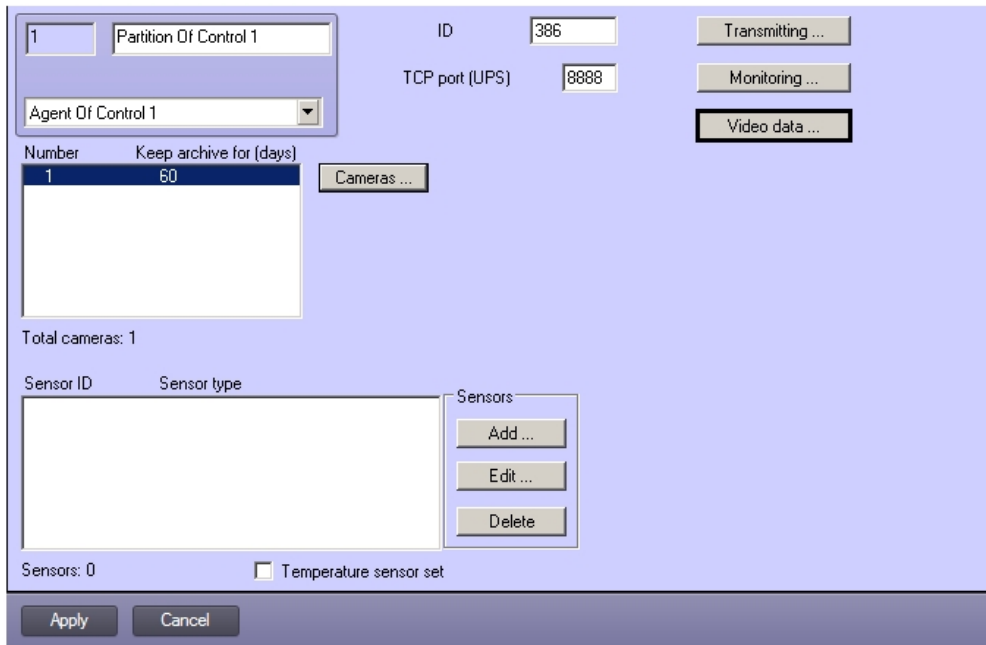 1 Partition Of Control 1 ID 386 Transmitting ...
TCP port (UPS) 8888 Monitoring ...
Agent Of Control 1 Video data ...
Number Keep archive for (days)
1 60 Cameras ...
Total cameras: 1
Sensor ID Sensor type
Sensors
Add ...
Edit ...
Delete
Sensors: 0 Temperature sensor set
Apply Cancel